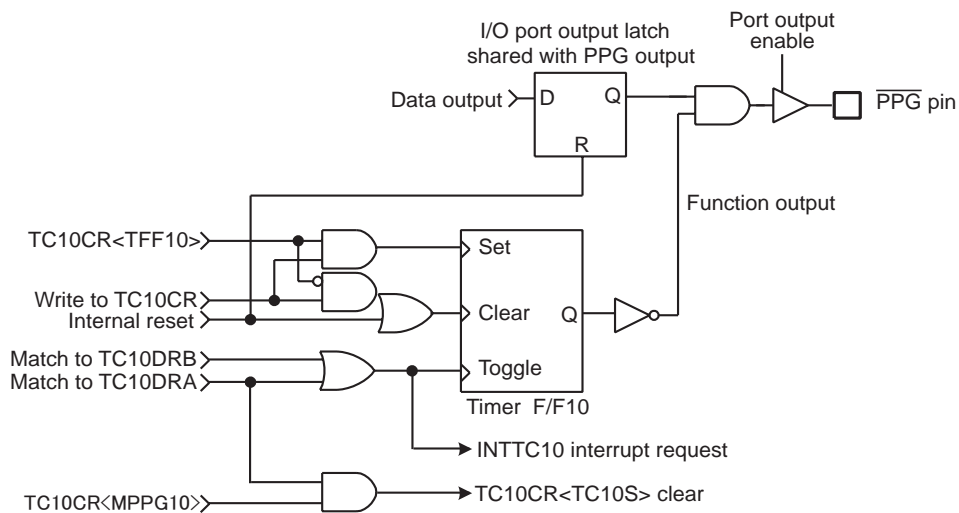 I/O port output latch
shared with PPG output
Port output
enable
Data output
D
Q
R
PPG pin
Function output
TC10CR<TFF10>
Write to TC10CR
Internal reset
Set
Clear
Q
Toggle
Match to TC10DRB
Match to TC10DRA
Timer F/F10
INTTC10 interrupt request
TC10CR<MPPG10>
TC10CR<TC10S> clear